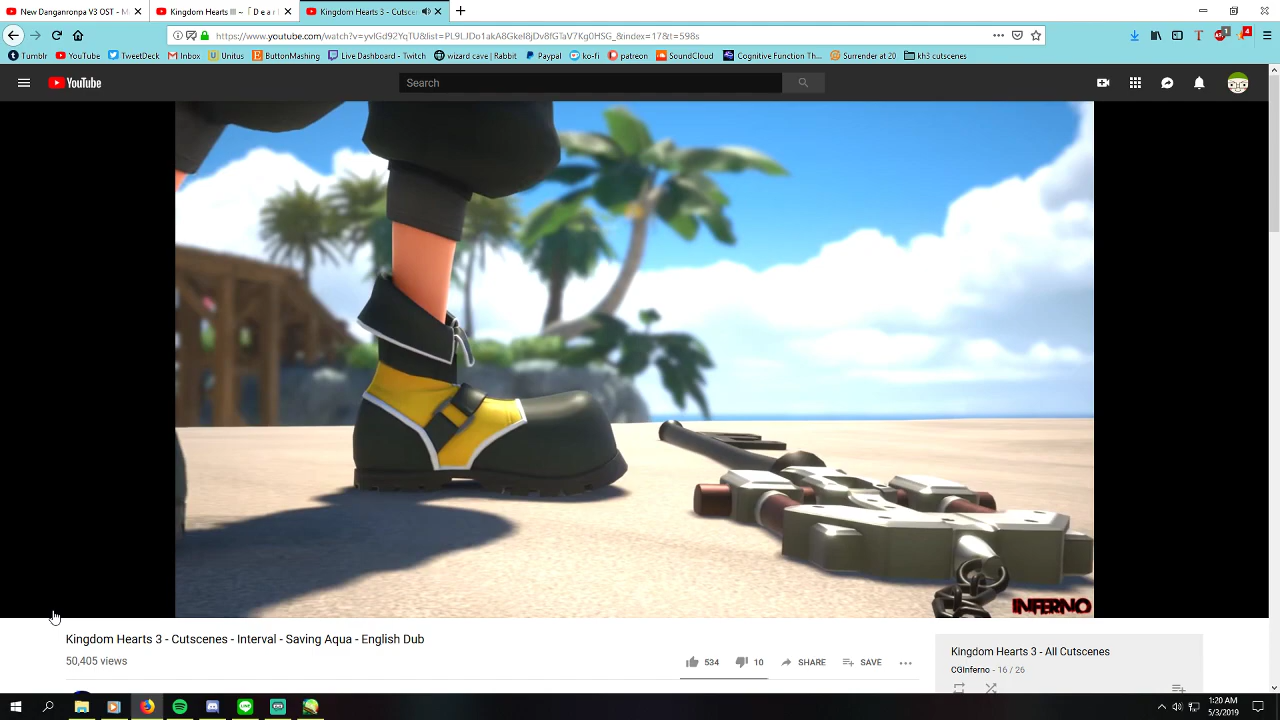 New Danganronpa V3 OST - M
Kingdom Hearts III ~「 D e a r
Kingdom Hearts 3 - Cutsce
https://www.youtube.com/watch?v=yvlGd92YqTU&list=PL9LJDo1akA8Gke8BjDv8fGTaV7Kg0HSG_&index=17&t=598s
Tumblr
YouTube
TweetDeck
Inbox
Unitus
ButtonMashing
Live Dashboard - Twitch
wizard cave | Rabbit
Paypal
ko-fi
patreon
SoundCloud
Cognitive Function Th...
Surrender at 20
kh3 cutscenes
YouTube
Search
INFERNO
Kingdom Hearts 3 - Cutscenes - Interval - Saving Aqua - English Dub
50,405 views
534
10
SHARE
SAVE
Kingdom Hearts 3 - All Cutscenes
CGInferno - 16 / 26
1:20 AM
5/3/2019